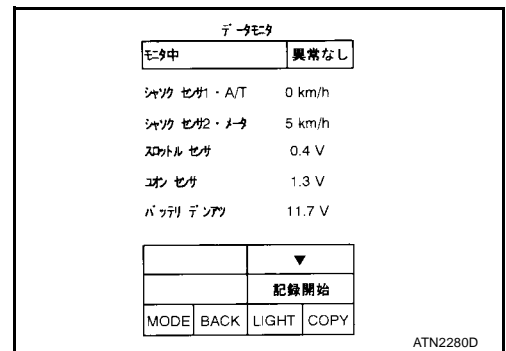 データモニタ
モニタ中 異常なし
シャソク センサ1・A/T 0 km/h
シャソク センサ2・メータ 5 km/h
スロットル センサ 0.4 V
ユオン センサ 1.3 V
バッテリ デンアツ 11.7 V
▼
記録開始
MODE BACK LIGHT COPY
ATN2280D